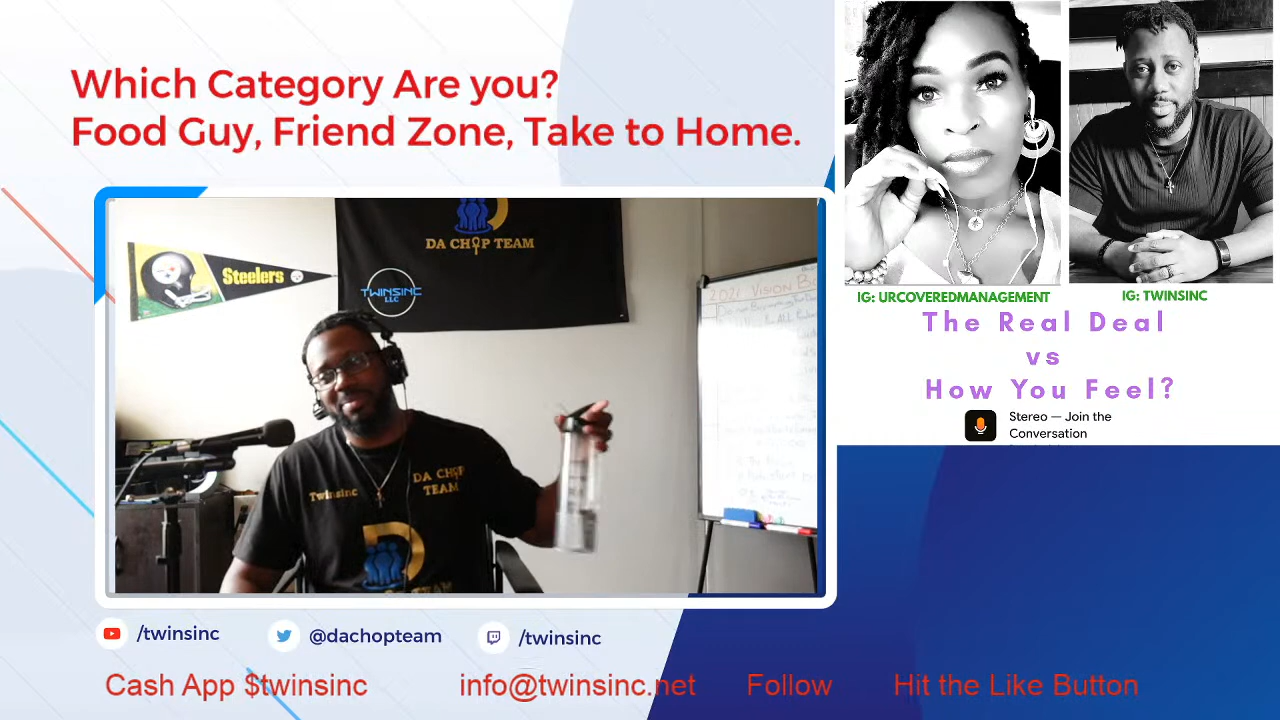 Which Category Are you?
Food Guy, Friend Zone, Take to Home.
IG: URCOVEREDMANAGEMENT
IG: TWINSINC
The Real Deal
vs
How You Feel?
Stereo — Join the
Conversation
DA CHOP TEAM
Steelers
TWINSINC
LLC
2021 VISION
Twinsinc
DA CHOP
TEAM
/twinsinc
@dachopteam
/twinsinc
Cash App $twinsinc
info@twinsinc.net
Follow
Hit the Like Button